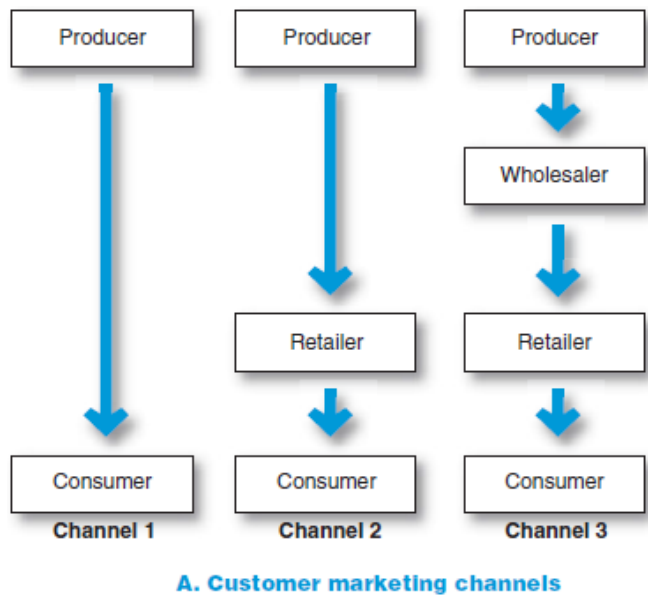 Producer
Producer
Producer
Wholesaler
Retailer
Retailer
Consumer
Consumer
Consumer
Channel 1
Channel 2
Channel 3
A. Customer marketing channels